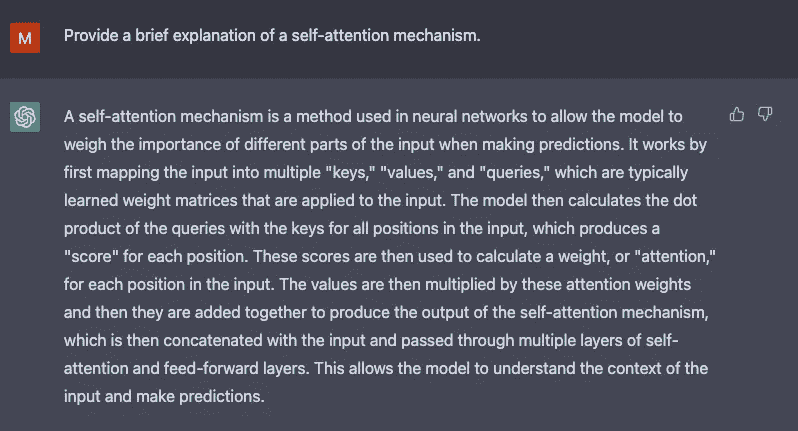 M
Provide a brief explanation of a self-attention mechanism.
A self-attention mechanism is a method used in neural networks to allow the model to
weigh the importance of different parts of the input when making predictions. It works by
first mapping the input into multiple "keys," "values," and "queries," which are typically
learned weight matrices that are applied to the input. The model then calculates the dot
product of the queries with the keys for all positions in the input, which produces a
"score" for each position. These scores are then used to calculate a weight, or "attention,"
for each position in the input. The values are then multiplied by these attention weights
and then they are added together to produce the output of the self-attention mechanism,
which is then concatenated with the input and passed through multiple layers of self-
attention and feed-forward layers. This allows the model to understand the context of the
input and make predictions.